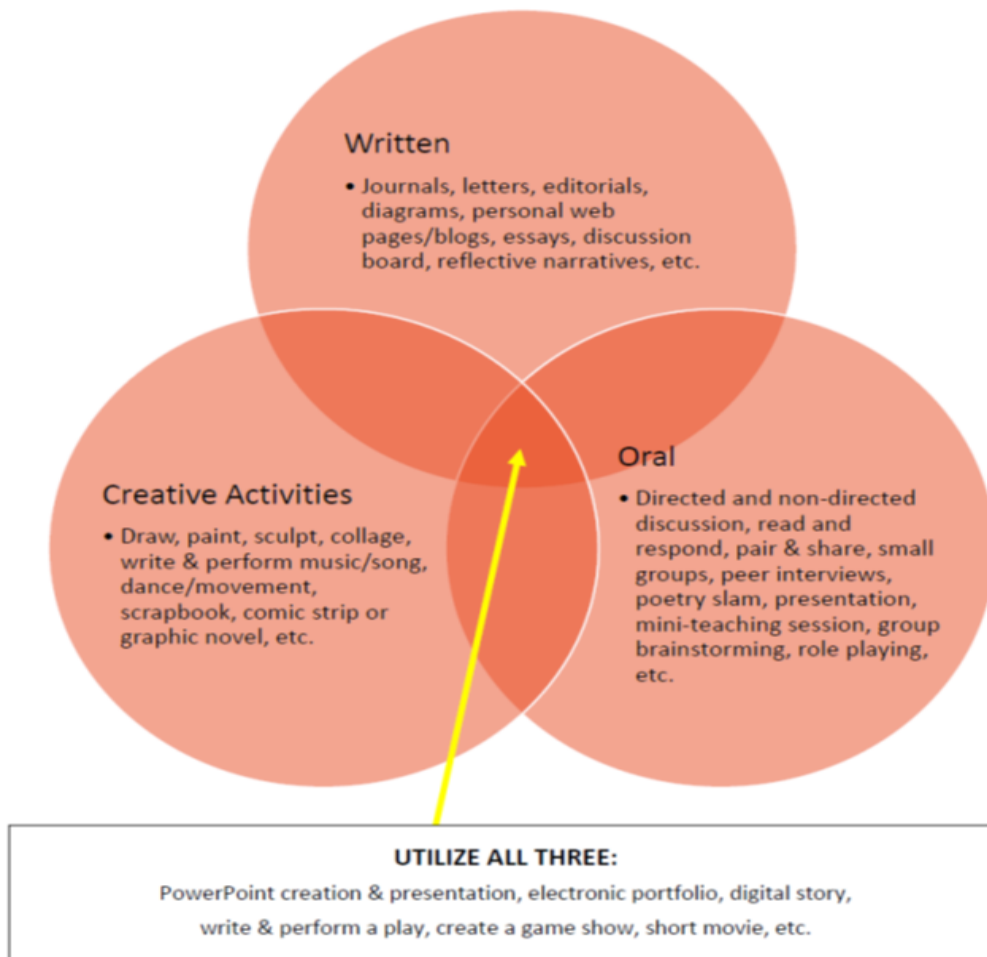 Written
• Journals, letters, editorials,
diagrams, personal web
pages/blogs, essays, discussion
board, reflective narratives, etc.
Creative Activities
• Draw, paint, sculpt, collage,
write & perform music/song,
dance/movement,
scrapbook, comic strip or
graphic novel, etc.
Oral
• Directed and non-directed
discussion, read and
respond, pair & share, small
groups, peer interviews,
poetry slam, presentation,
mini-teaching session, group
brainstorming, role playing,
etc.
UTILIZE ALL THREE:
PowerPoint creation & presentation, electronic portfolio, digital story,
write & perform a play, create a game show, short movie, etc.